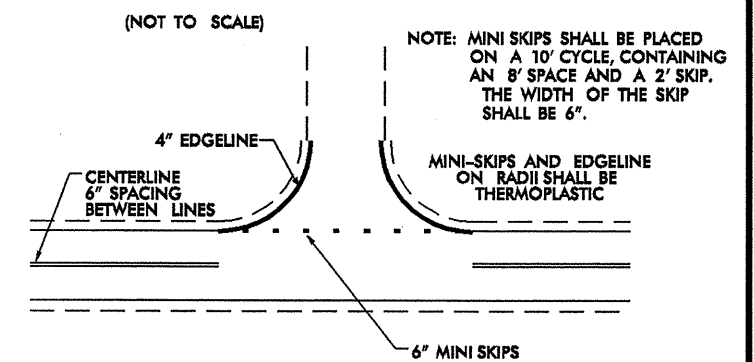 (NOT TO SCALE)
NOTE: MINI SKIPS SHALL BE PLACED
ON A 10' CYCLE, CONTAINING
AN 8' SPACE AND A 2' SKIP.
THE WIDTH OF THE SKIP
SHALL BE 6".
4" EDGELINE
CENTERLINE
6" SPACING
BETWEEN LINES
MINI-SKIPS AND EDGELINE
ON RADII SHALL BE
THERMOPLASTIC
6" MINI SKIPS